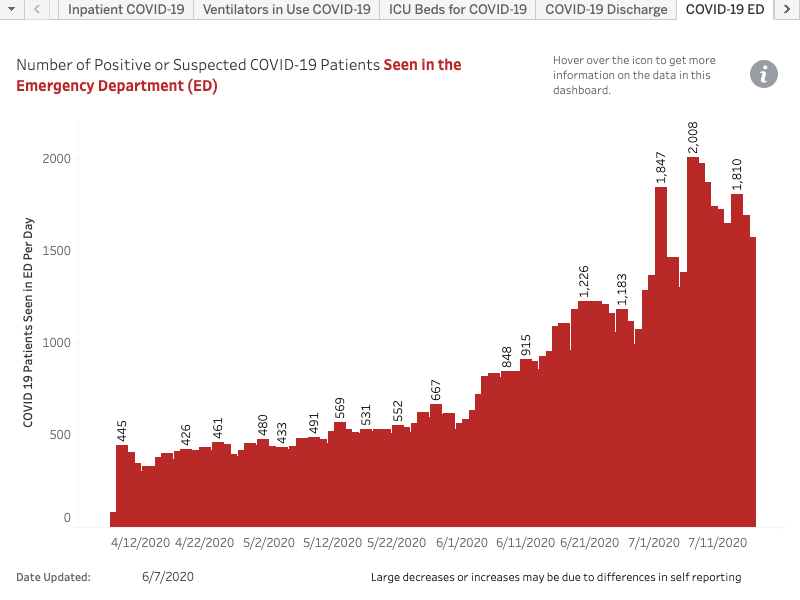 Inpatient COVID-19 Ventilators in Use COVID-19 ICU Beds for COVID-19 COVID-19 Discharge COVID-19 ED
Number of Positive or Suspected COVID-19 Patients Seen in the
Emergency Department (ED)
Hover over the icon to get more
information on the data in this
dashboard.
i
COVID 19 Patients Seen in ED Per Day
2000
1500
1000
500
0
445
426
461
480
433
491
569
531
552
667
848
915
1,226
1,183
1,847
2,008
1,810
4/12/2020 4/22/2020 5/2/2020 5/12/2020 5/22/2020 6/1/2020 6/11/2020 6/21/2020 7/1/2020 7/11/2020
Date Updated: 6/7/2020 Large decreases or increases may be due to differences in self reporting